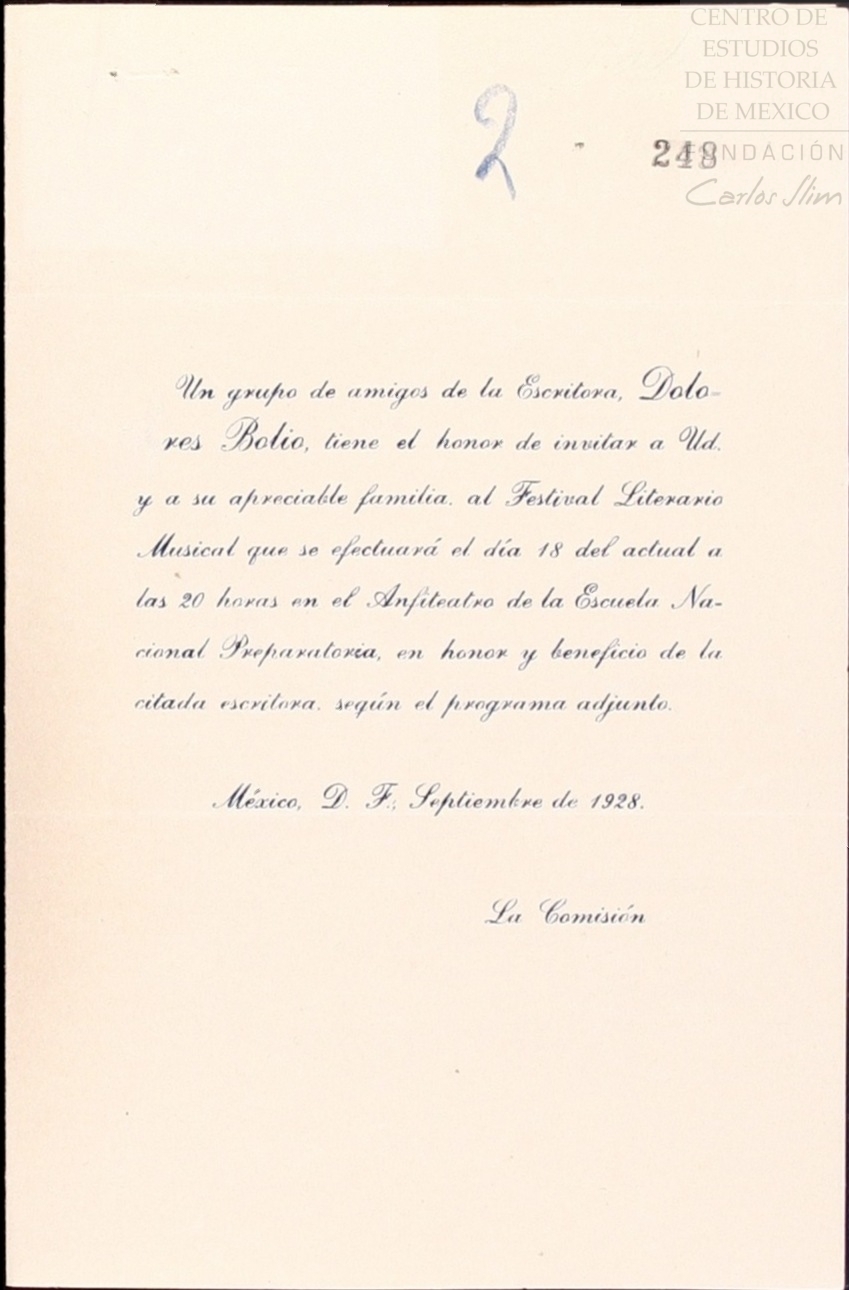 CENTRO DE
ESTUDIOS
DE HISTORIA
DE MEXICO
FUNDACIÓN
Carlos Slim
2
Un grupo de amigos de la Escritora, Dolo-
res Bolio, tiene el honor de invitar a Ud.
y a su apreciable familia. al Festival Literario
Musical que se efectuará el día 18 del actual a
las 20 horas en el Anfiteatro de la Escuela Na-
cional Preparatoria, en honor y beneficio de la
citada escritora. según el programa adjunto.
México, D. F., Septiembre de 1928.
La Comisión